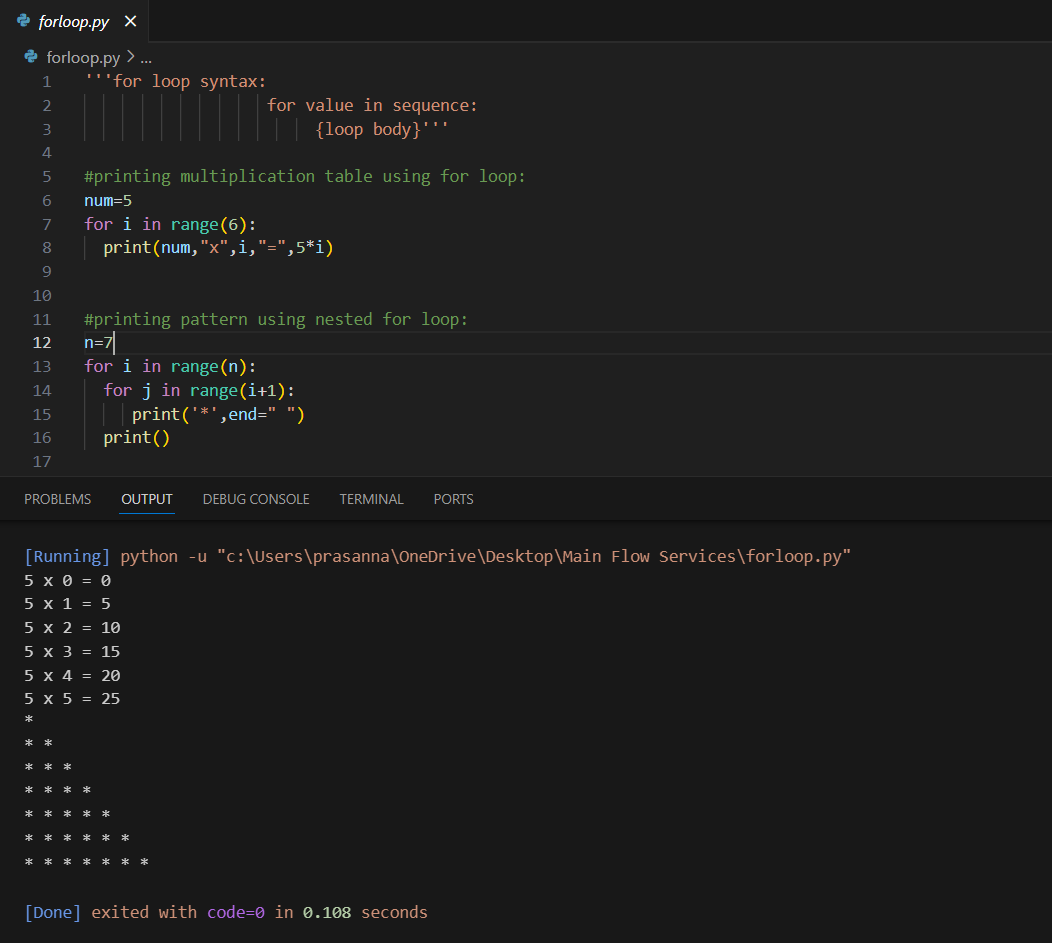 forloop.py ×
forloop.py > ...
1 '''for loop syntax:
2 for value in sequence:
3 {loop body}'''
4
5 #printing multiplication table using for loop:
6 num=5
7 for i in range(6):
8 print(num,"x",i,"=",5*i)
9
10
11 #printing pattern using nested for loop:
12 n=7
13 for i in range(n):
14 for j in range(i+1):
15 print('*',end=" ")
16 print()
17
PROBLEMS OUTPUT DEBUG CONSOLE TERMINAL PORTS
[Running] python -u "c:\Users\prasanna\OneDrive\Desktop\Main Flow Services\forloop.py"
5 x 0 = 0
5 x 1 = 5
5 x 2 = 10
5 x 3 = 15
5 x 4 = 20
5 x 5 = 25
*
* *
* * *
* * * *
* * * * *
* * * * * *
* * * * * * *
[Done] exited with code=0 in 0.108 seconds